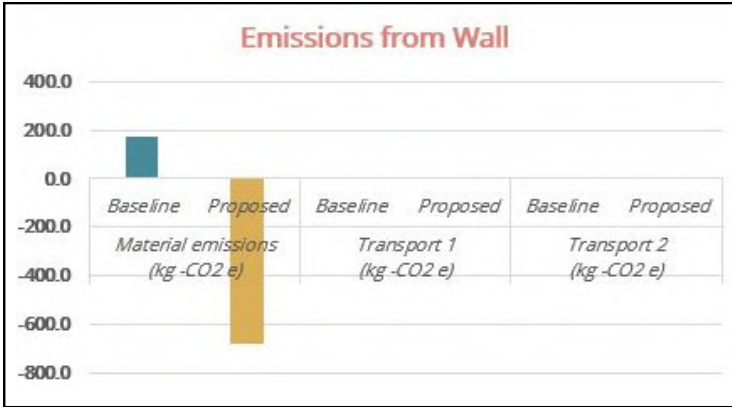 Emissions from Wall
400.0
200.0
0.0
Baseline Proposed Baseline Proposed Baseline Proposed
-200.0
Material emissions Transport 1 Transport 2
(kg -CO2 e) (kg -CO2 e) (kg -CO2 e)
-400.0
-600.0
-800.0